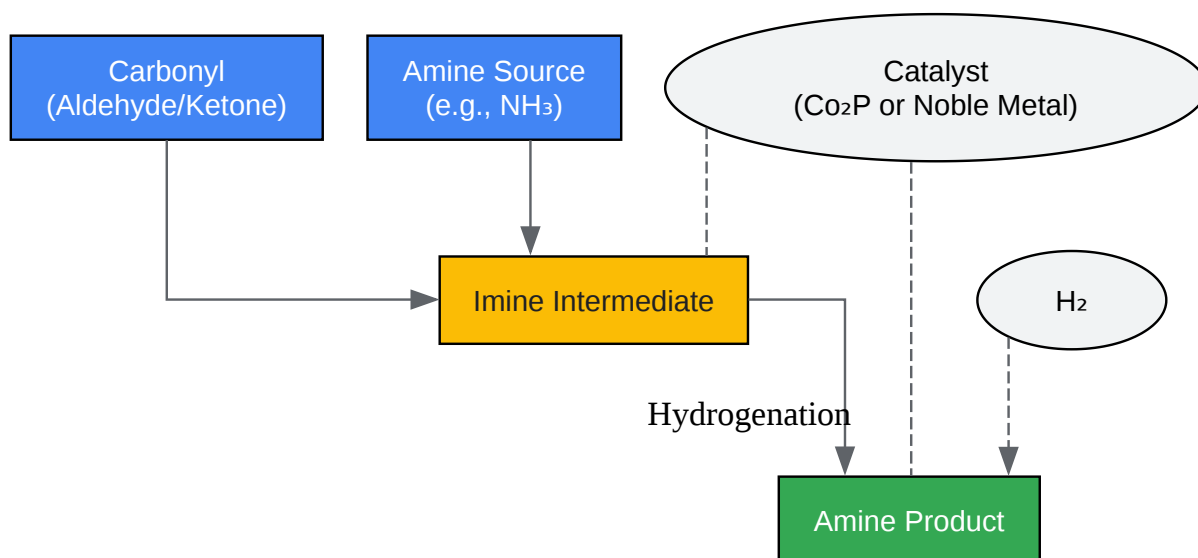 Carbonyl
(Aldehyde/Ketone)
Amine Source
(e.g., NH₃)
Catalyst
(Co₂P or Noble Metal)
Imine Intermediate
H₂
Hydrogenation
Amine Product